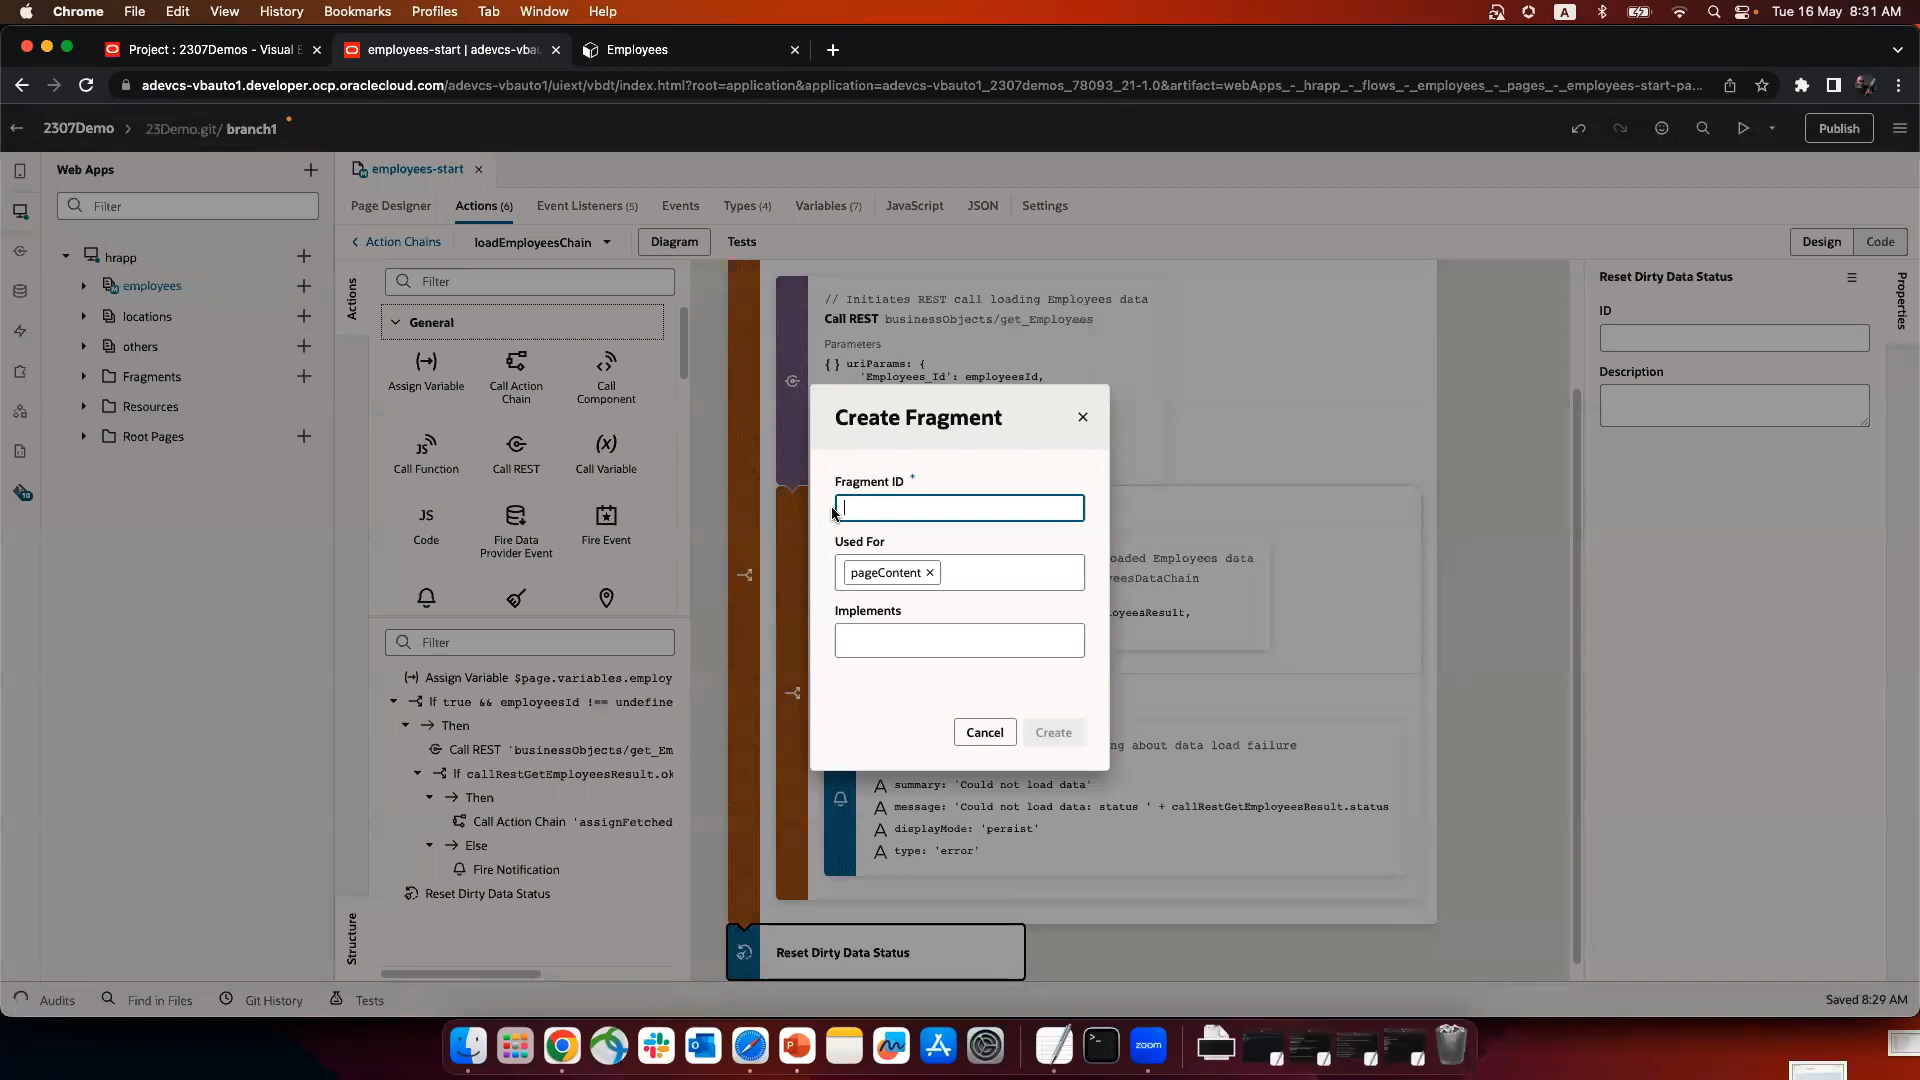 Chrome File Edit View History Bookmarks Profiles Tab Window Help
A
Tue 16 May 8:31 AM
Project : 2307Demos - Visual
employees-start | adevcs-vba
Employees
adevcs-vbauto1.developer.ocp.oraclecloud.com/adevcs-vbauto1/uiext/vbdt/index.html?root=application&application=adevcs-vbauto1_2307demos_78093_21-1.0&artifact=webApps_-_hrapp_-_flows_-_employees_-_pages_-_employees-start-pa...
2307Demo > 23Demo.git/ branch1
Publish
Web Apps
employees-start
Filter
Page Designer Actions (6) Event Listeners (5) Events Types (4) Variables (7) JavaScript JSON Settings
Action Chains loadEmployeesChain Diagram Tests
Design Code
hrapp
employees
locations
others
Fragments
Resources
Root Pages
Actions
Filter
General
Assign Variable
Call Action Chain
Call Component
Call Function
Call REST
Call Variable
Code
Fire Data Provider Event
Fire Event
Structure
Filter
Assign Variable $page.variables.employ
If true && employeesId !== undefine
Then
Call REST 'businessObjects/get_Em
If callRestGetEmployeesResult.ok
Then
Call Action Chain 'assignFetched
Else
Fire Notification
Reset Dirty Data Status
// Initiates REST call loading Employees data
Call REST businessObjects/get_Employees
Parameters
{ } uriParams: {
'Employees_Id': employeesId,
oaded Employees data
eesDataChain
loyeesResult,
ng about data load failure
A summary: 'Could not load data'
A message: 'Could not load data: status ' + callRestGetEmployeesResult.status
A displayMode: 'persist'
A type: 'error'
Reset Dirty Data Status
Create Fragment
Fragment ID *
Used For
pageContent
Implements
Cancel
Create
Reset Dirty Data Status
ID
Description
Properties
Audits Find in Files Git History Tests
Saved 8:29 AM
zoom